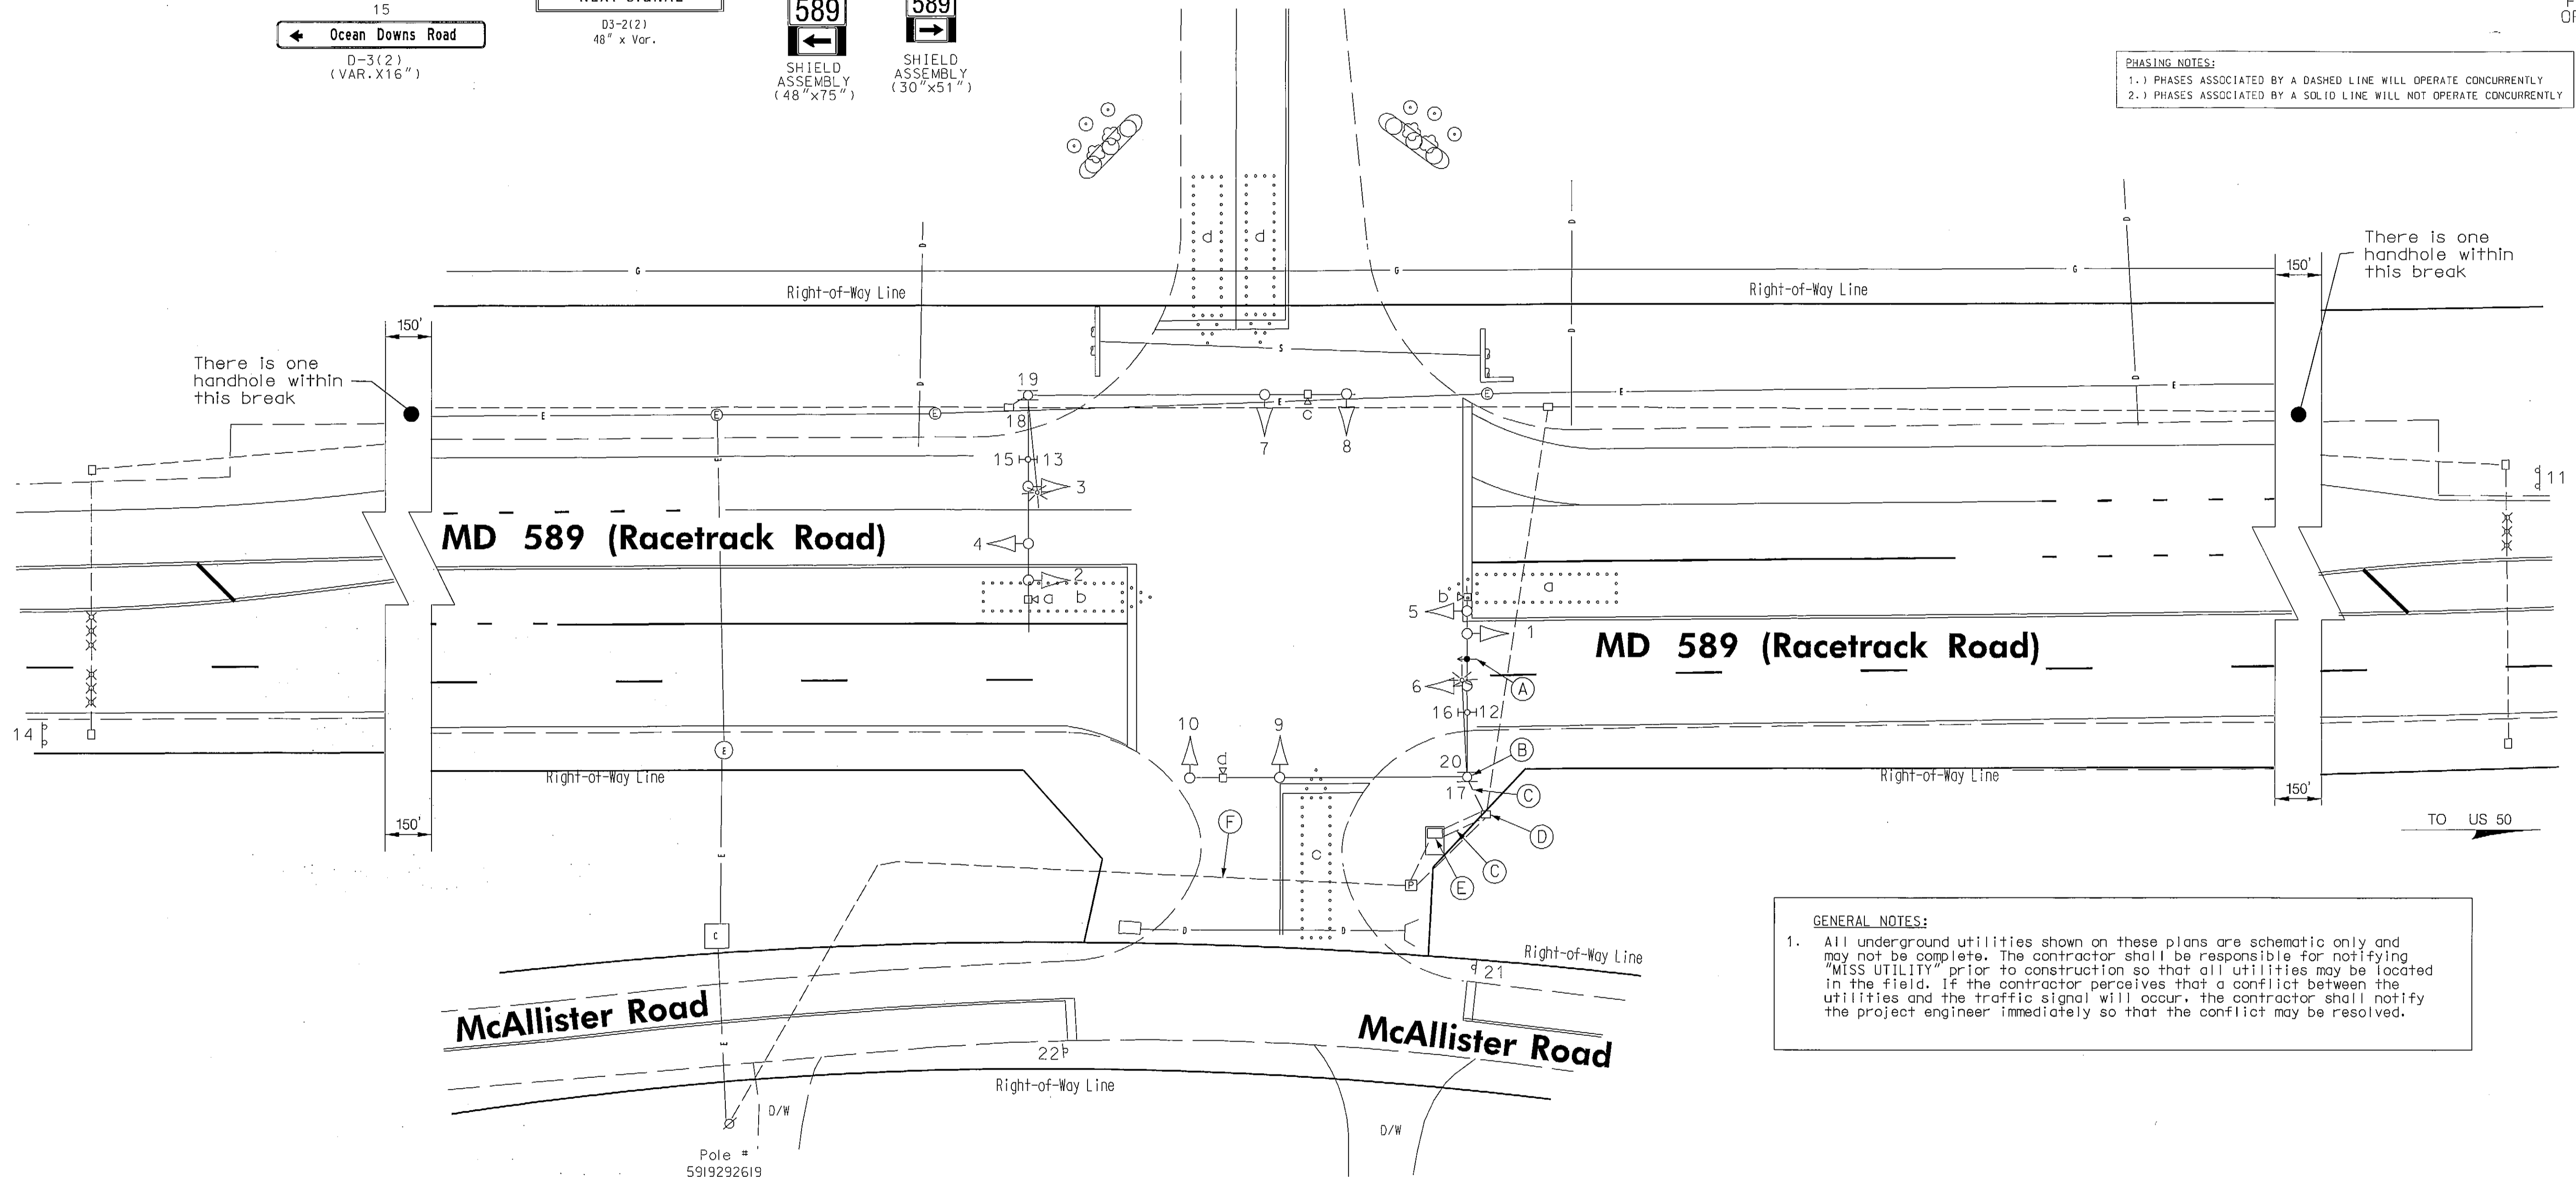 15
← Ocean Downs Road
D-3(2)
(VAR.X16")
D3-2(2)
48" x Var.
589
←
SHIELD
ASSEMBLY
(48"x75")
589
→
SHIELD
ASSEMBLY
(30"x51")
PHASING NOTES:
1.) PHASES ASSOCIATED BY A DASHED LINE WILL OPERATE CONCURRENTLY
2.) PHASES ASSOCIATED BY A SOLID LINE WILL NOT OPERATE CONCURRENTLY
d d
There is one
handhole within
this break
150'
G G G
Right-of-Way Line
Right-of-Way Line
150'
There is one
handhole within
this break
S
19
E E E E E
E E E
18
c
7 8
15 13
3
11
MD 589 (Racetrack Road)
4
2
a b
b a
5
1
MD 589 (Racetrack Road)
A
6
16 12
14
10 9
d
20
B
Right-of-Way Line
Right-of-Way Line
17
C
150'
150'
TO US 50
E
F
D
c
C
E
P
C
D D
GENERAL NOTES:
1. All underground utilities shown on these plans are schematic only and
may not be complete. The contractor shall be responsible for notifying
"MISS UTILITY" prior to construction so that all utilities may be located
in the field. If the contractor perceives that a conflict between the
utilities and the traffic signal will occur, the contractor shall notify
the project engineer immediately so that the conflict may be resolved.
Right-of-Way Line
21
McAllister Road
McAllister Road
22
Right-of-Way Line
D/W
D/W
Pole #
5919292619